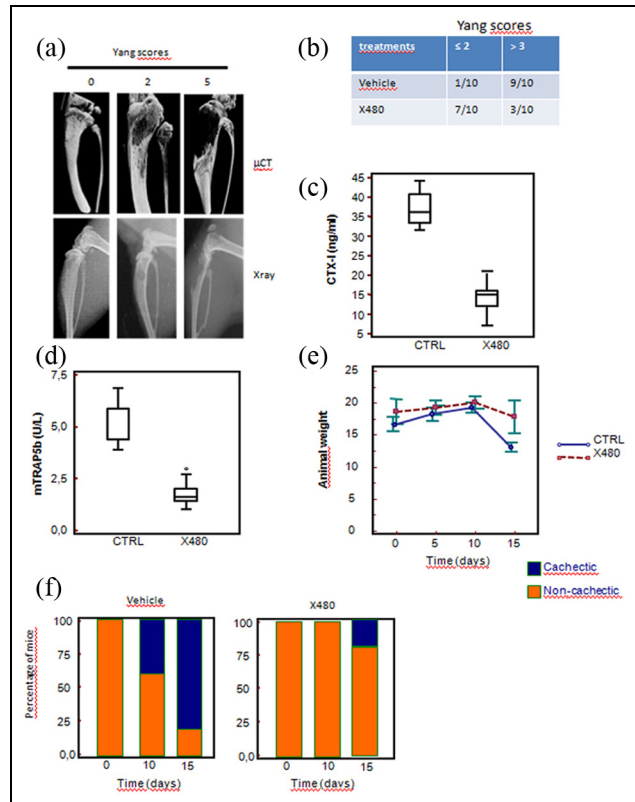 (a)
Yang scores
0 2 5
µCT
Xray
(b)
Yang scores
treatments ≤ 2 > 3
Vehicle 1/10 9/10
X480 7/10 3/10
(c)
CTX-I (ng/ml)
45
40
35
30
25
20
15
10
5
CTRL X480
(d)
mTRAP5b (U/L)
7,5
5,0
2,5
0,0
CTRL X480
(e)
Animal weight
25
20
15
10
5
0
0 5 10 15
Time (days)
CTRL
X480
Cachectic
Non-cachectic
(f)
Vehicle
Percentage of mice
100
75
50
25
0,0
0 10 15
Time (days)
X480
100
75
50
25
0,0
0 10 15
Time (days)